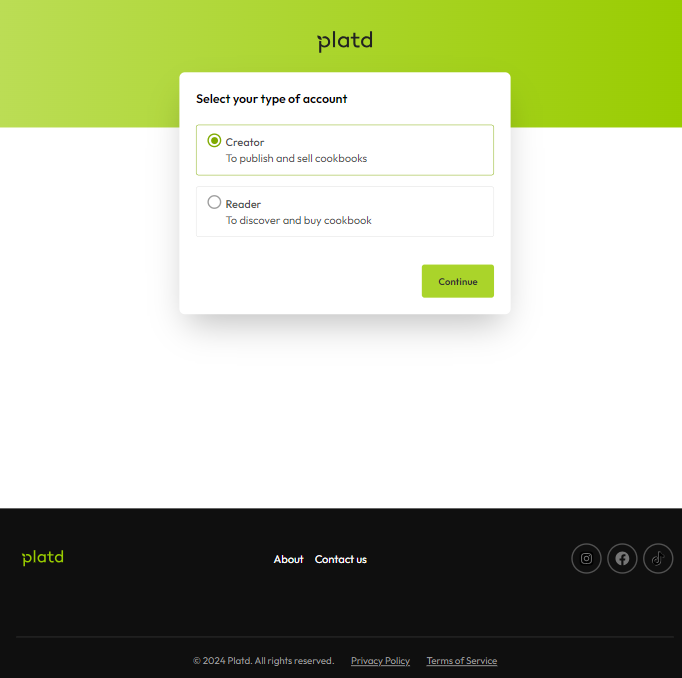 platd
Select your type of account
Creator
To publish and sell cookbooks
Reader
To discover and buy cookbook
Continue
platd
About Contact us
© 2024 Platd. All rights reserved. Privacy Policy Terms of Service